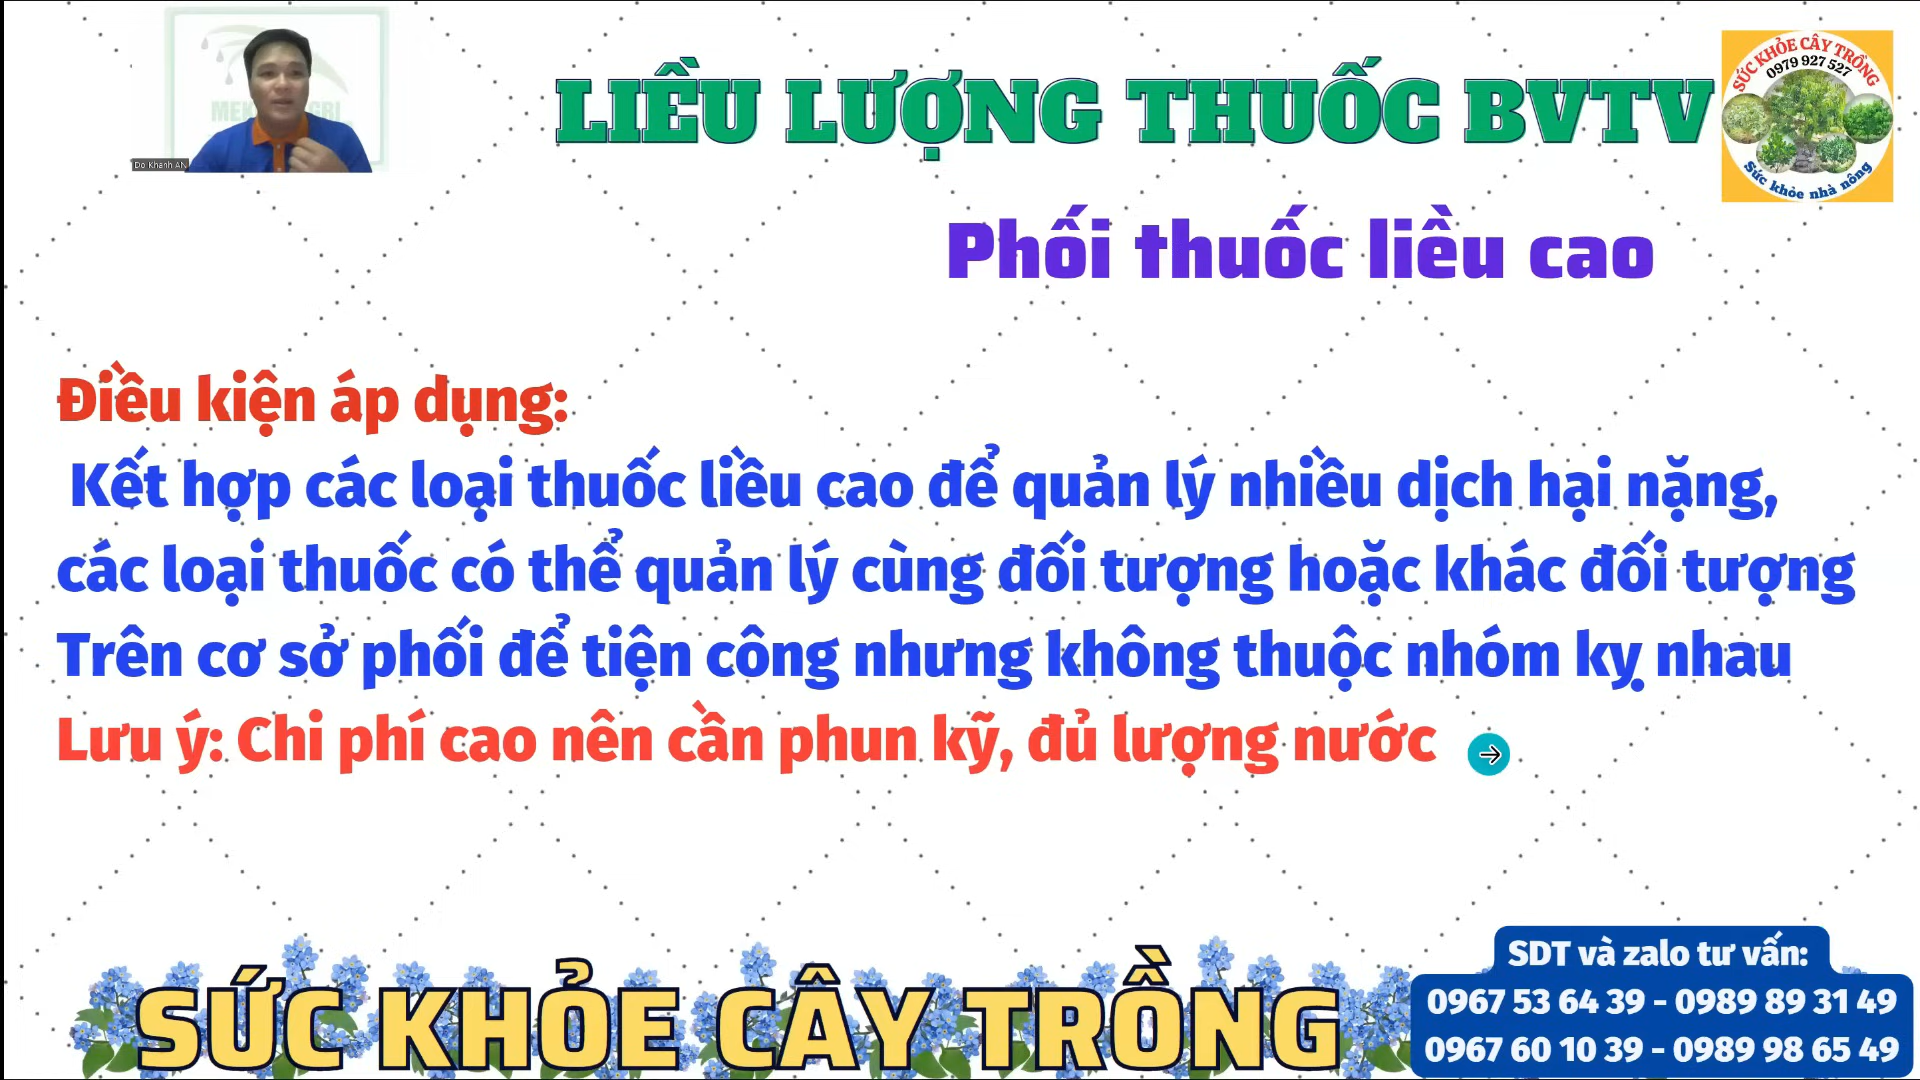 Do Khanh AN
LIỀU LƯỢNG THUỐC BVTV
SỨC KHỎE CÂY TRỒNG
0979 927 527
Sức khỏe nhà nông
Phối thuốc liều cao
Điều kiện áp dụng:
Kết hợp các loại thuốc liều cao để quản lý nhiều dịch hại nặng,
các loại thuốc có thể quản lý cùng đối tượng hoặc khác đối tượng
Trên cơ sở phối để tiện công nhưng không thuộc nhóm kỵ nhau
Lưu ý: Chi phí cao nên cần phun kỹ, đủ lượng nước
SỨC KHỎE CÂY TRỒNG
SDT và zalo tư vấn:
0967 53 64 39 - 0989 89 31 49
0967 60 10 39 - 0989 98 65 49